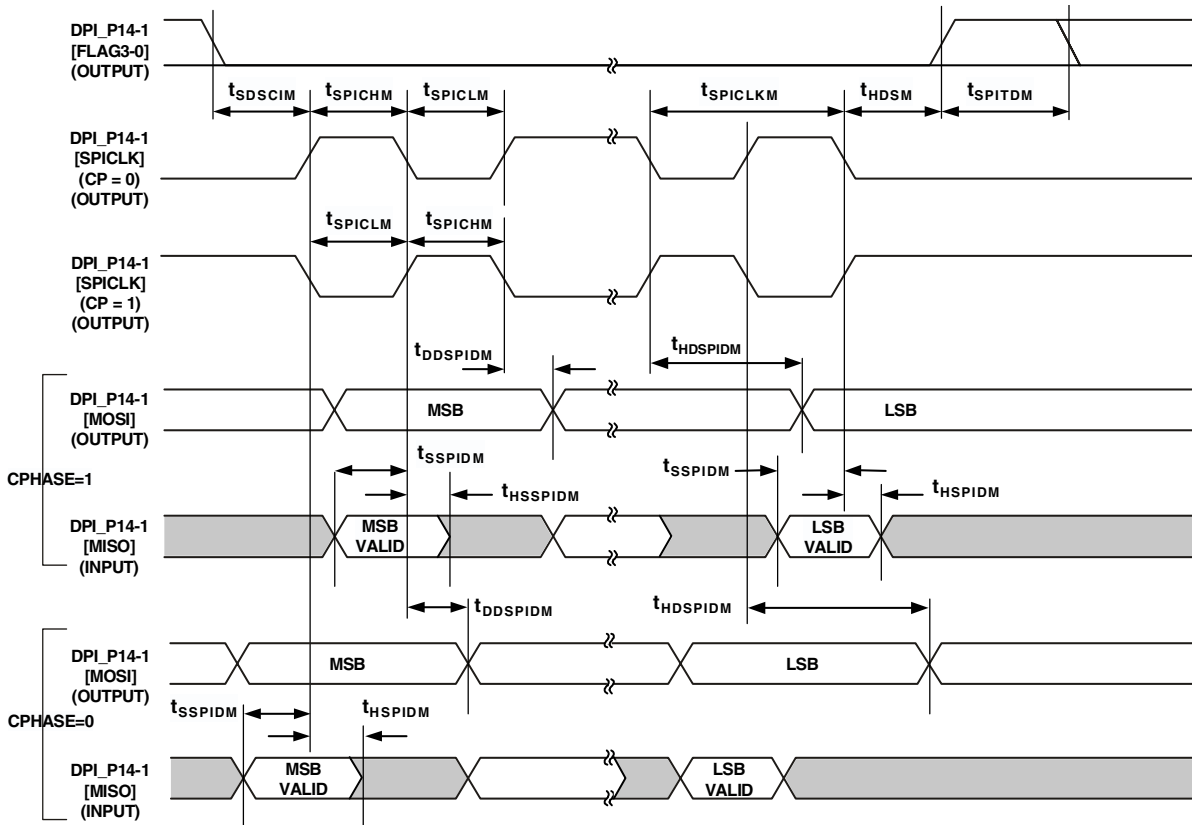 DPI_P14-1
[FLAG3-0]
(OUTPUT)
tSDSCIM tSPICHM tSPICLM tSPICLKM tHDSM tSPITDM
DPI_P14-1
[SPICLK]
(CP = 0)
(OUTPUT)
tSPICLM tSPICHM
DPI_P14-1
[SPICLK]
(CP = 1)
(OUTPUT)
tDDSPIDM tHDSPIDM
CPHASE=1
DPI_P14-1
[MOSI]
(OUTPUT)
MSB LSB
tSSPIDM tSSPIDM
tHSSPIDM tHSPIDM
DPI_P14-1
[MISO]
(INPUT)
MSB
VALID
LSB
VALID
tDDSPIDM tHDSPIDM
CPHASE=0
DPI_P14-1
[MOSI]
(OUTPUT)
MSB LSB
tSSPIDM tHSPIDM
DPI_P14-1
[MISO]
(INPUT)
MSB
VALID
LSB
VALID